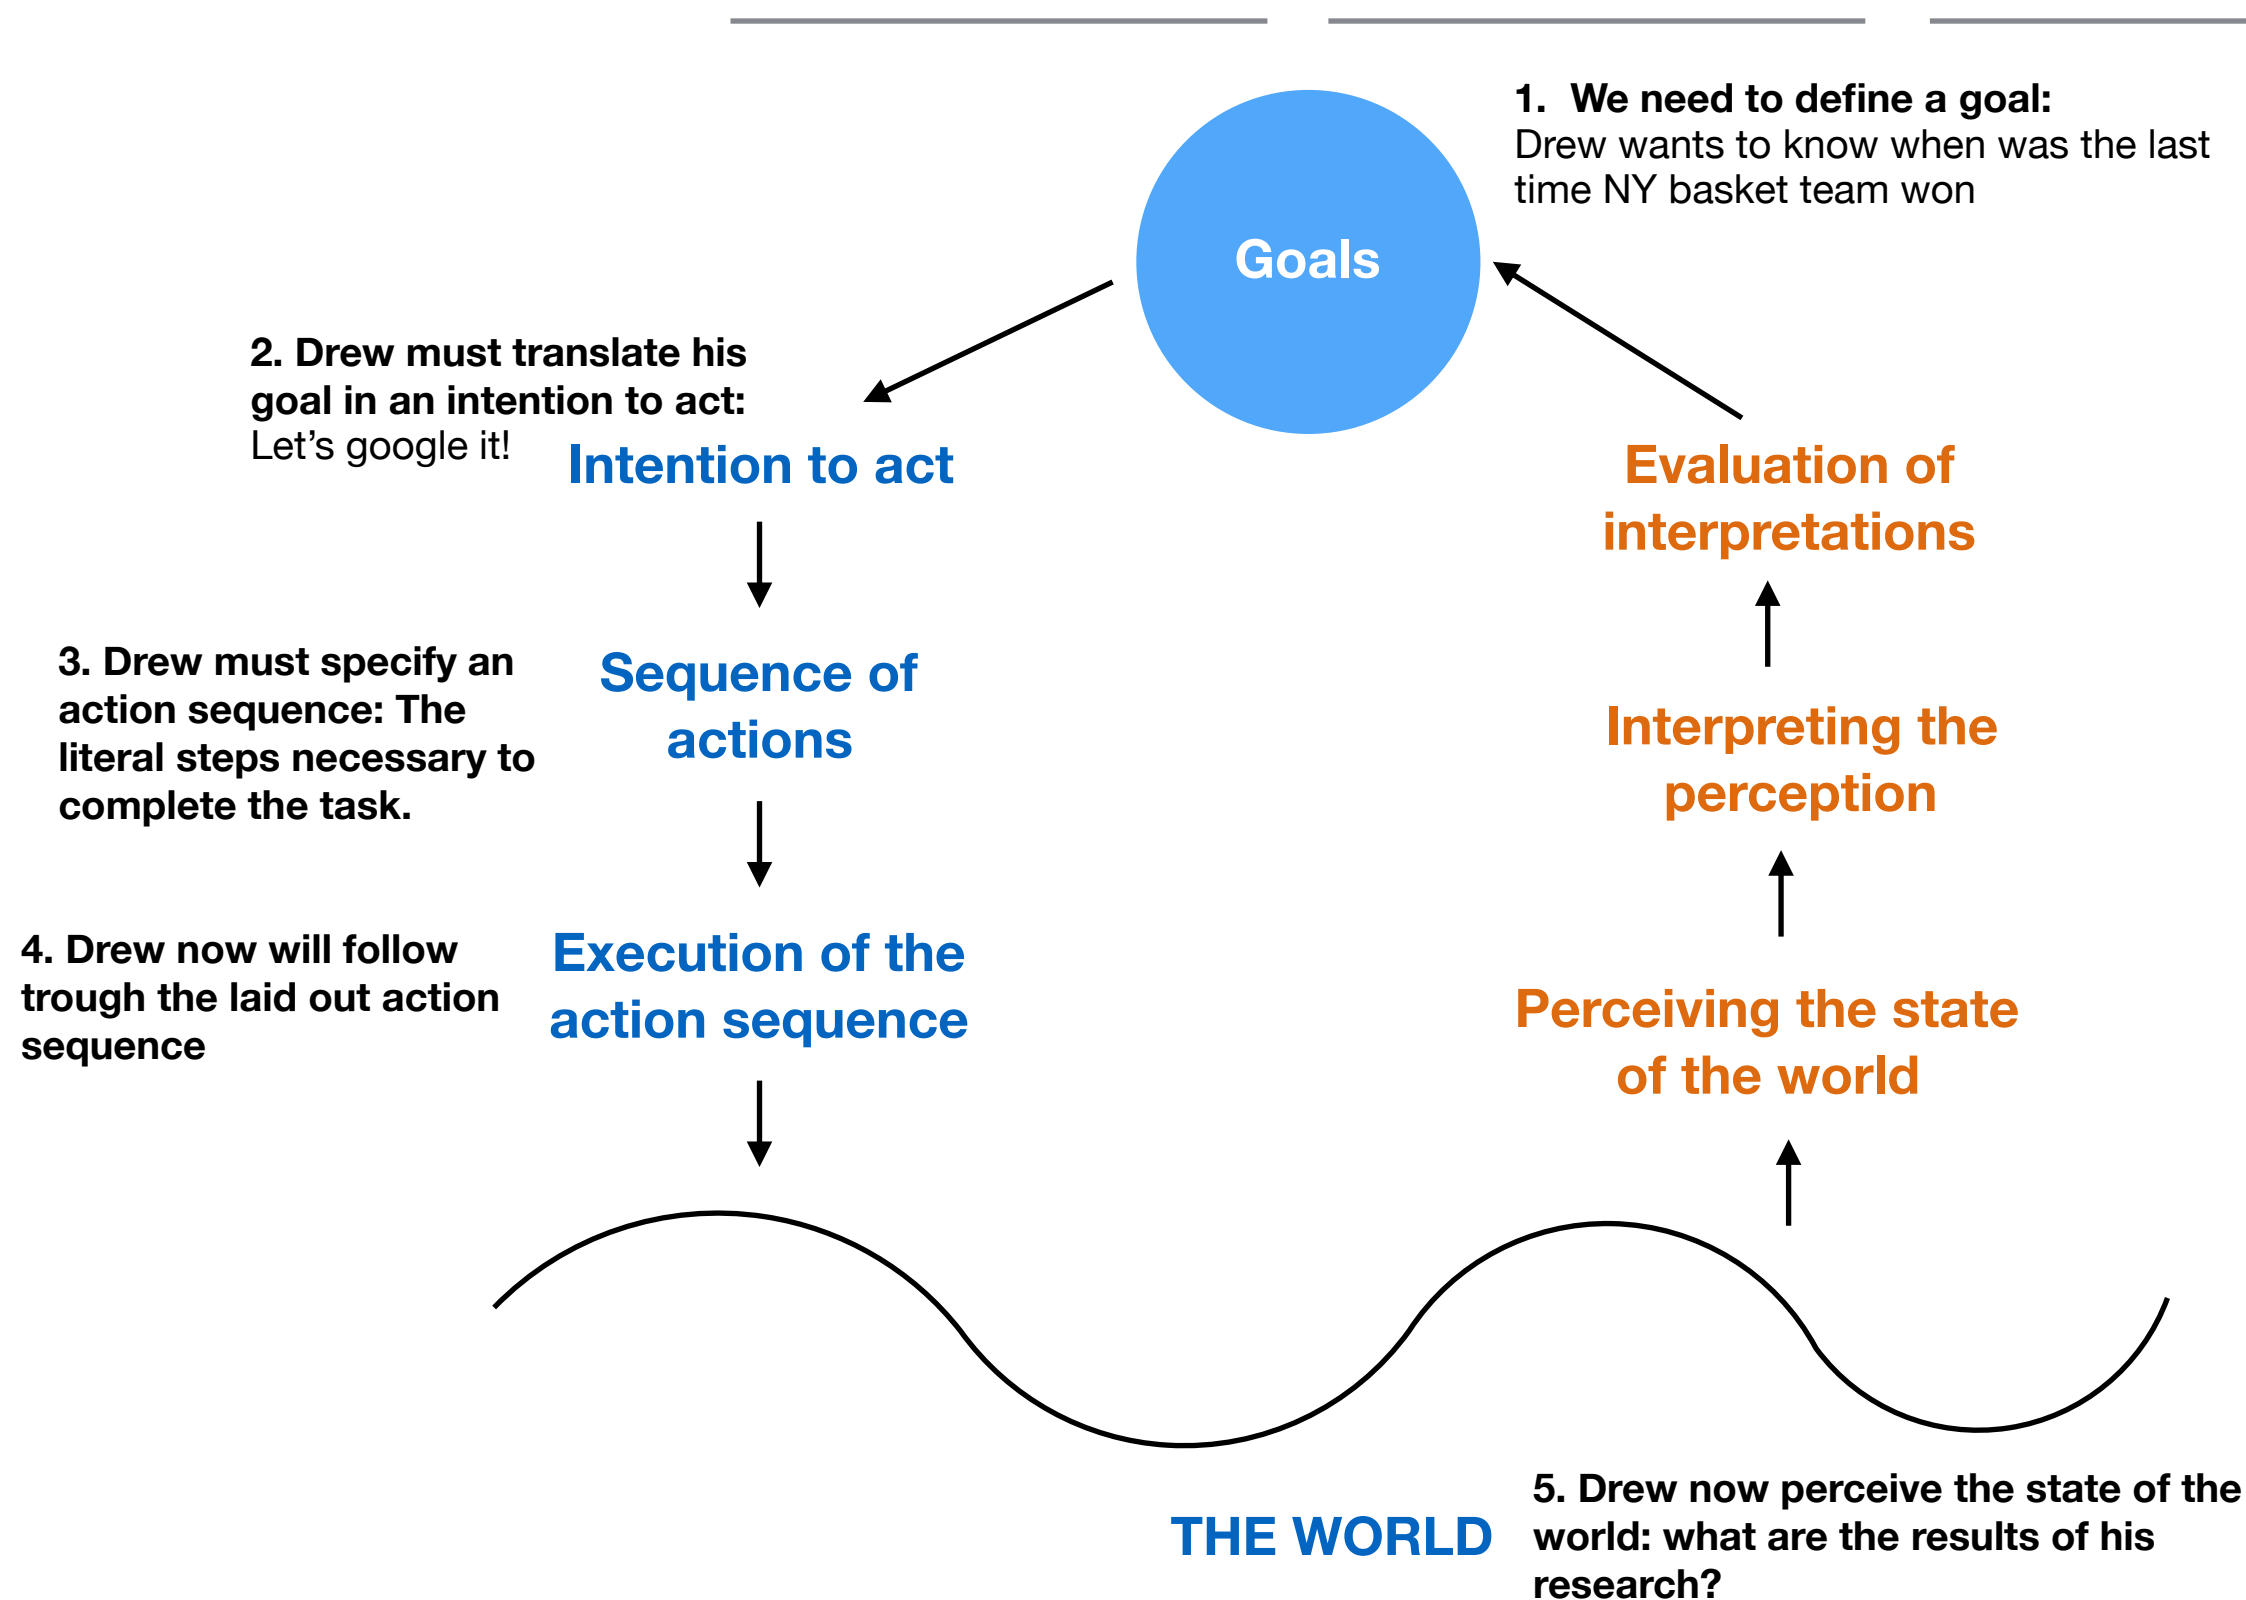 1. We need to define a goal:
Drew wants to know when was the last
time NY basket team won
Goals
2. Drew must translate his
goal in an intention to act:
Let’s google it!
Intention to act
Evaluation of
interpretations
3. Drew must specify an
action sequence: The
literal steps necessary to
complete the task.
Sequence of
actions
Interpreting the
perception
4. Drew now will follow
trough the laid out action
sequence
Execution of the
action sequence
Perceiving the state
of the world
THE WORLD
5. Drew now perceive the state of the
world: what are the results of his
research?